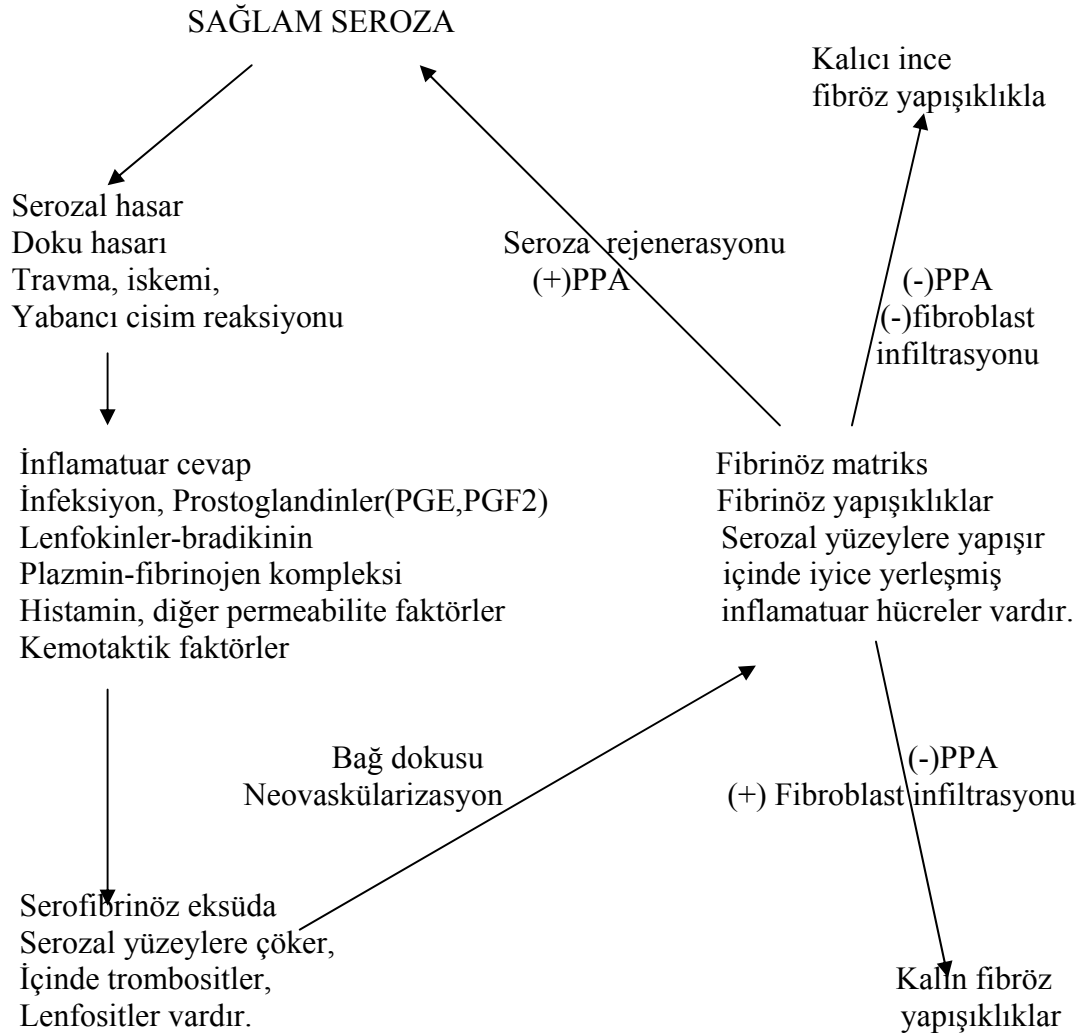 SAĞLAM SEROZA
Kalıcı ince
fibröz yapışıklıkla
Serozal hasar
Doku hasarı
Travma, iskemi,
Yabancı cisim reaksiyonu
Seroza rejenerasyonu
(+)PPA
(-)PPA
(-)fibroblast
infiltrasyonu
İnflamatuar cevap
İnfeksiyon, Prostoglandinler(PGE,PGF2)
Lenfokinler-bradikinin
Plazmin-fibrinojen kompleksi
Histamin, diğer permeabilite faktörler
Kemotaktik faktörler
Fibrinöz matriks
Fibrinöz yapışıklıklar
Serozal yüzeylere yapışır
içinde iyice yerleşmiş
inflamatuar hücreler vardır.
Bağ dokusu
Neovaskülarizasyon
(-)PPA
(+) Fibroblast infiltrasyonu
Serofibrinöz eksüda
Serozal yüzeylere çöker,
İçinde trombositler,
Lenfositler vardır.
Kalın fibröz
yapışıklıklar